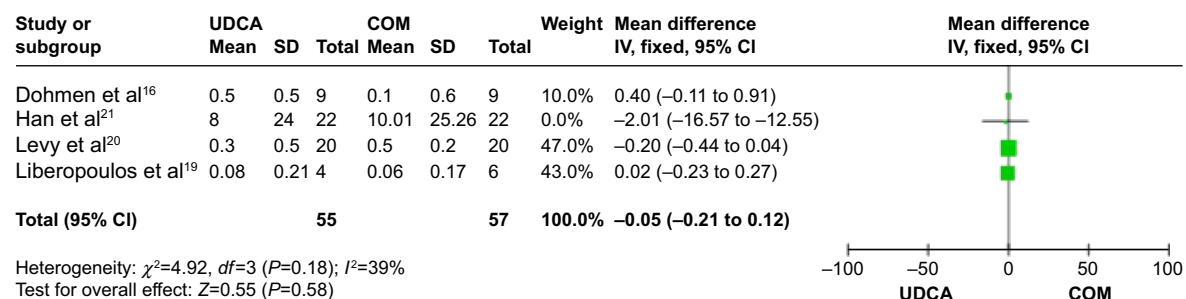 Study or UDCA COM Weight Mean difference Mean difference
subgroup Mean SD Total Mean SD Total IV, fixed, 95% CI IV, fixed, 95% CI
Dohmen et al¹⁶ 0.5 0.5 9 0.1 0.6 9 10.0% 0.40 (–0.11 to 0.91)
Han et al²¹ 8 24 22 10.01 25.26 22 0.0% –2.01 (–16.57 to –12.55)
Levy et al²⁰ 0.3 0.5 20 0.5 0.2 20 47.0% –0.20 (–0.44 to 0.04)
Liberopoulos et al¹⁹ 0.08 0.21 4 0.06 0.17 6 43.0% 0.02 (–0.23 to 0.27)
Total (95% CI) 55 57 100.0% –0.05 (–0.21 to 0.12)
Heterogeneity: χ²=4.92, df=3 (P=0.18); I²=39%
Test for overall effect: Z=0.55 (P=0.58)
–100 –50 0 50 100
UDCA COM